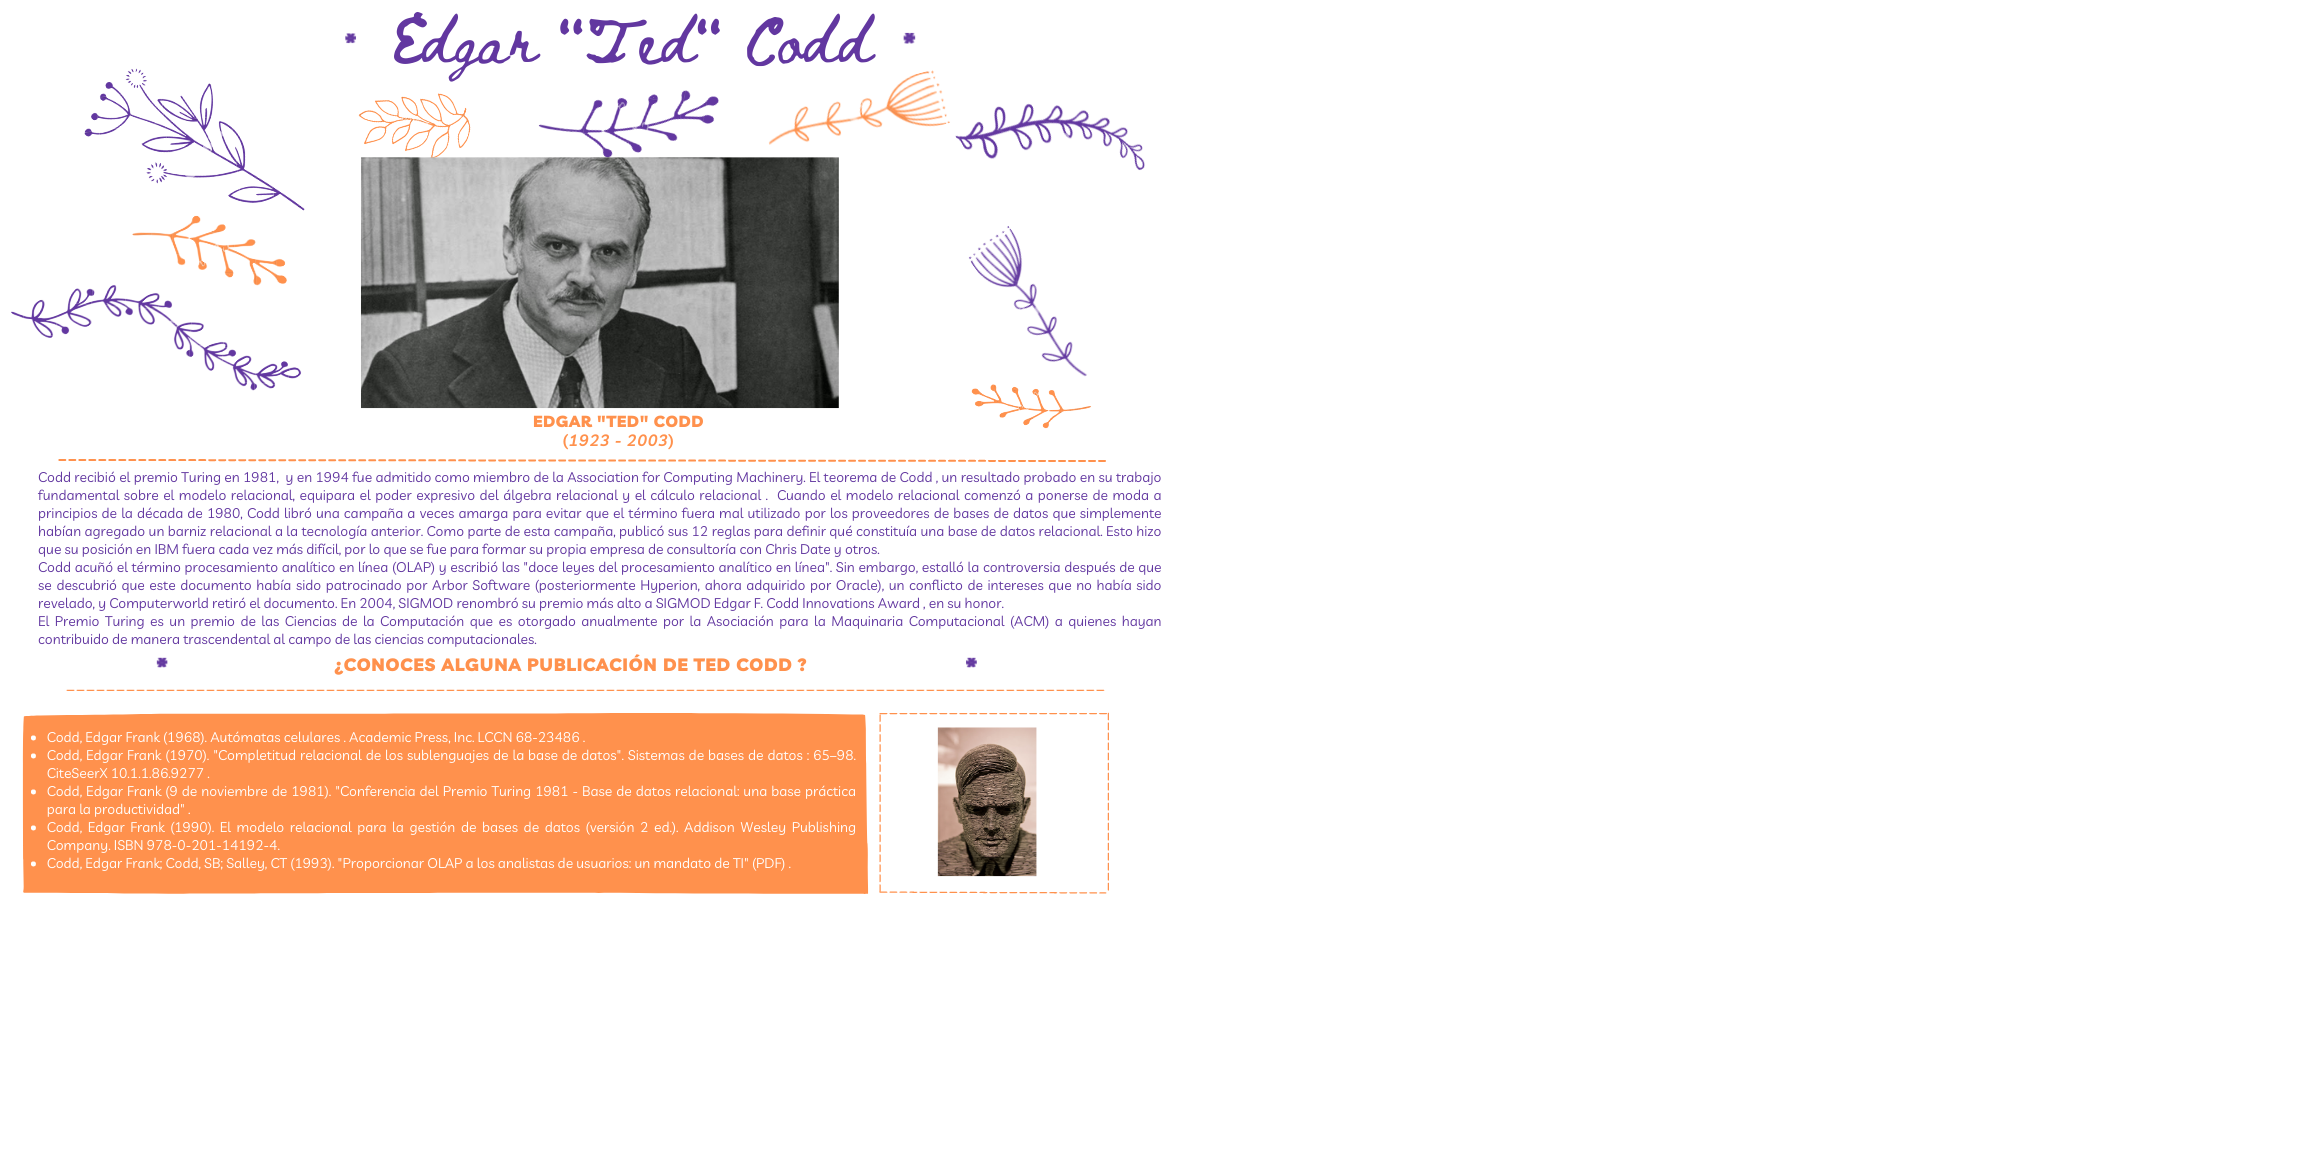 Edgar "Ted" Codd
EDGAR "TED" CODD
(1923 - 2003)
Codd recibió el premio Turing en 1981,  y en 1994 fue admitido como miembro de la Association for Computing Machinery. El teorema de Codd , un resultado probado en su trabajo
fundamental sobre el modelo relacional, equipara el poder expresivo del álgebra relacional y el cálculo relacional .  Cuando el modelo relacional comenzó a ponerse de moda a
principios de la década de 1980, Codd libró una campaña a veces amarga para evitar que el término fuera mal utilizado por los proveedores de bases de datos que simplemente
habían agregado un barniz relacional a la tecnología anterior. Como parte de esta campaña, publicó sus 12 reglas para definir qué constituía una base de datos relacional. Esto hizo
que su posición en IBM fuera cada vez más difícil, por lo que se fue para formar su propia empresa de consultoría con Chris Date y otros.
Codd acuñó el término procesamiento analítico en línea (OLAP) y escribió las "doce leyes del procesamiento analítico en línea". Sin embargo, estalló la controversia después de que
se descubrió que este documento había sido patrocinado por Arbor Software (posteriormente Hyperion, ahora adquirido por Oracle), un conflicto de intereses que no había sido
revelado, y Computerworld retiró el documento. En 2004, SIGMOD renombró su premio más alto a SIGMOD Edgar F. Codd Innovations Award , en su honor.
El Premio Turing es un premio de las Ciencias de la Computación que es otorgado anualmente por la Asociación para la Maquinaria Computacional (ACM) a quienes hayan
contribuido de manera trascendental al campo de las ciencias computacionales.
¿CONOCES ALGUNA PUBLICACIÓN DE TED CODD ?
• Codd, Edgar Frank (1968). Autómatas celulares . Academic Press, Inc. LCCN 68-23486 .
• Codd, Edgar Frank (1970). "Completitud relacional de los sublenguajes de la base de datos". Sistemas de bases de datos : 65–98.
CiteSeerX 10.1.1.86.9277 .
• Codd, Edgar Frank (9 de noviembre de 1981). "Conferencia del Premio Turing 1981 - Base de datos relacional: una base práctica
para la productividad" .
• Codd, Edgar Frank (1990). El modelo relacional para la gestión de bases de datos (versión 2 ed.). Addison Wesley Publishing
Company. ISBN 978-0-201-14192-4.
• Codd, Edgar Frank; Codd, SB; Salley, CT (1993). "Proporcionar OLAP a los analistas de usuarios: un mandato de TI" (PDF) .